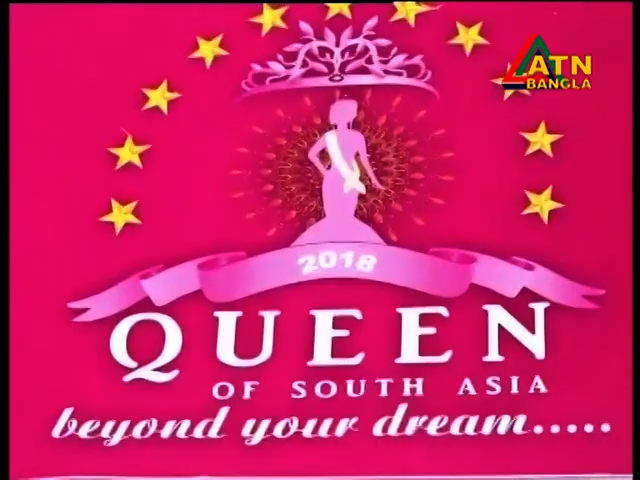 ATN
BANGLA
2018
QUEEN
OF SOUTH ASIA
beyond your dream.....